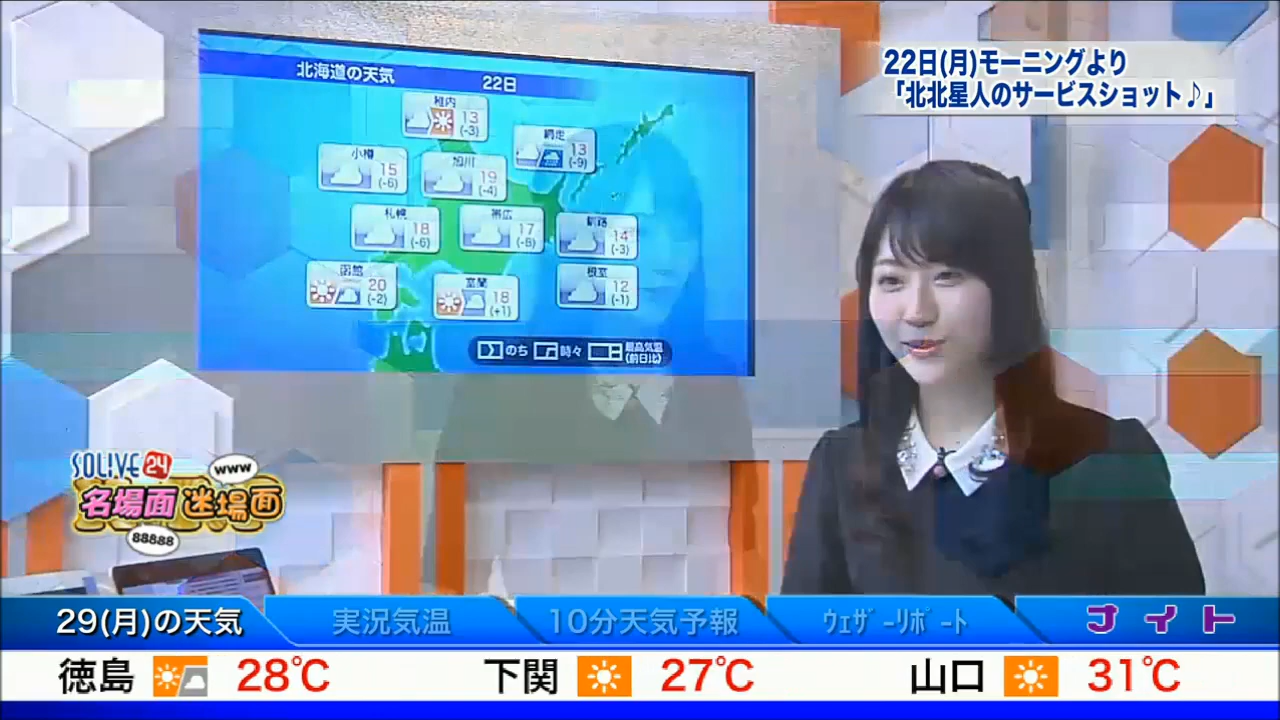 22日(月)モーニングより
「北北星人のサービスショット♪」
北海道の天気 22日
稚内
13
(-3)
網走
13
(-9)
小樽
15
(-6)
旭川
19
(-4)
札幌
18
(-6)
帯広
17
(-8)
釧路
14
(-3)
函館
20
(-2)
室蘭
18
(+1)
根室
12
(-1)
のち 時々 最高気温
(前日比)
SOLiVE24
www
名場面 迷場面
88888
29(月)の天気 実況気温 10分天気予報 ウェザーリポート ナイト
徳島 28℃ 下関 27℃ 山口 31℃